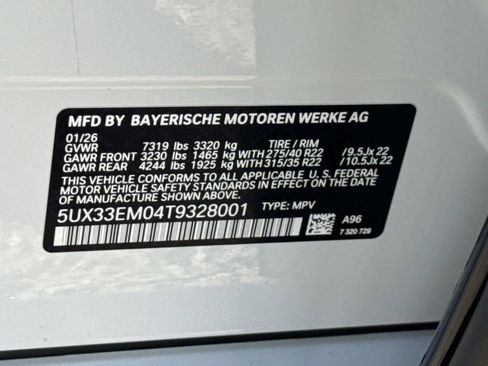 MFD BY BAYERISCHE MOTOREN WERKE AG
01/26
GVWR 7319 lbs 3320 kg TIRE / RIM
GAWR FRONT 3230 lbs 1465 kg WITH 275/40 R22 /9.5Jx 22
GAWR REAR 4244 lbs 1925 kg WITH 315/35 R22 /10.5Jx 22
THIS VEHICLE CONFORMS TO ALL APPLICABLE U. S. FEDERAL
MOTOR VEHICLE SAFETY STANDARDS IN EFFECT ON THE DATE
OF MANUFACTURE SHOWN ABOVE.
5UX33EM04T9328001 TYPE: MPV
A96
7 320 729